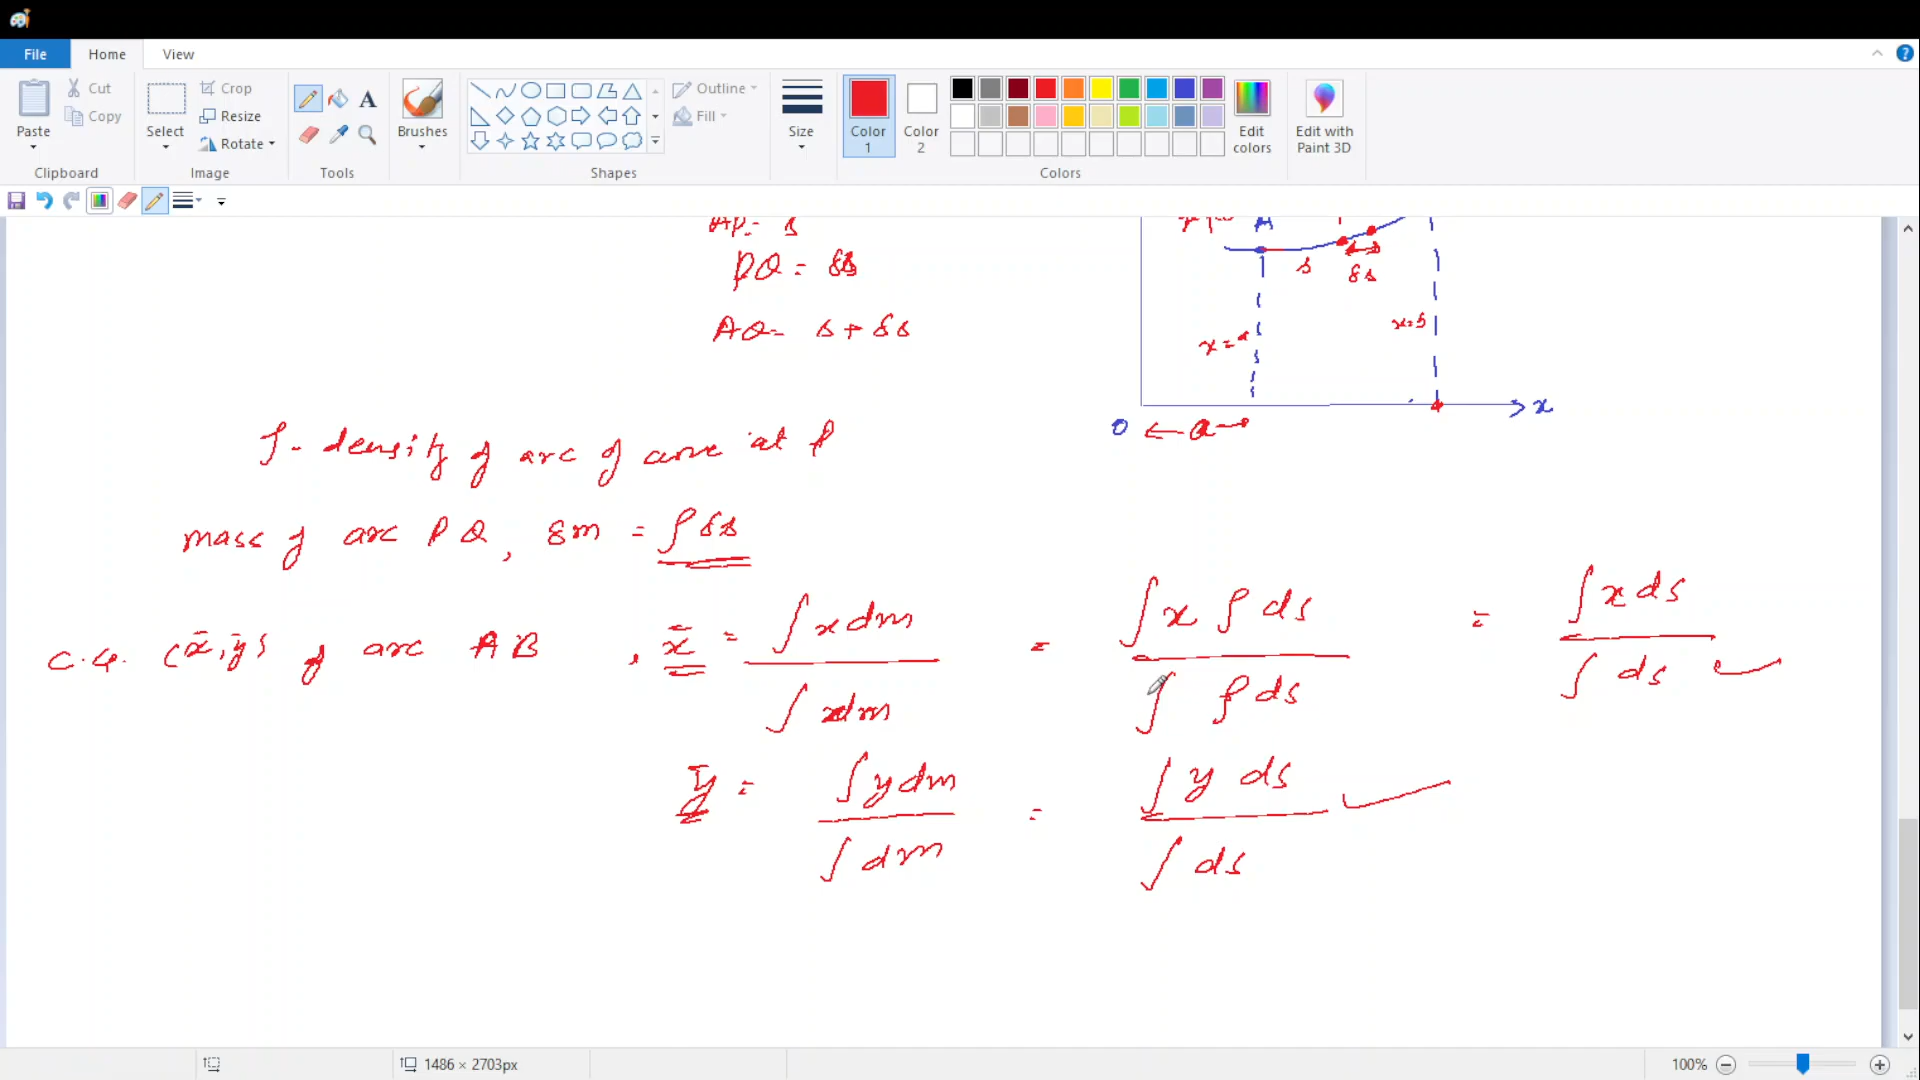 File Home View
Paste Cut Copy Clipboard
Select Crop Resize Rotate Image
A Tools
Brushes
Shapes
Outline Fill
Size
Color 1 Color 2
Edit colors
Edit with Paint 3D
Colors
AP = s
PQ = δs
AQ = s + δs
A
s δs
x = a x = b
O ← a → x
ρ - density of arc of curve at P
mass of arc PQ, δm = ρ δs
C.G. (x̄, ȳ) of arc AB, x̄ = ∫ x dm / ∫ dm = ∫ x ρ ds / ∫ ρ ds = ∫ x ds / ∫ ds
ȳ = ∫ y dm / ∫ dm = ∫ y ds / ∫ ds
1486 × 2703px 100%